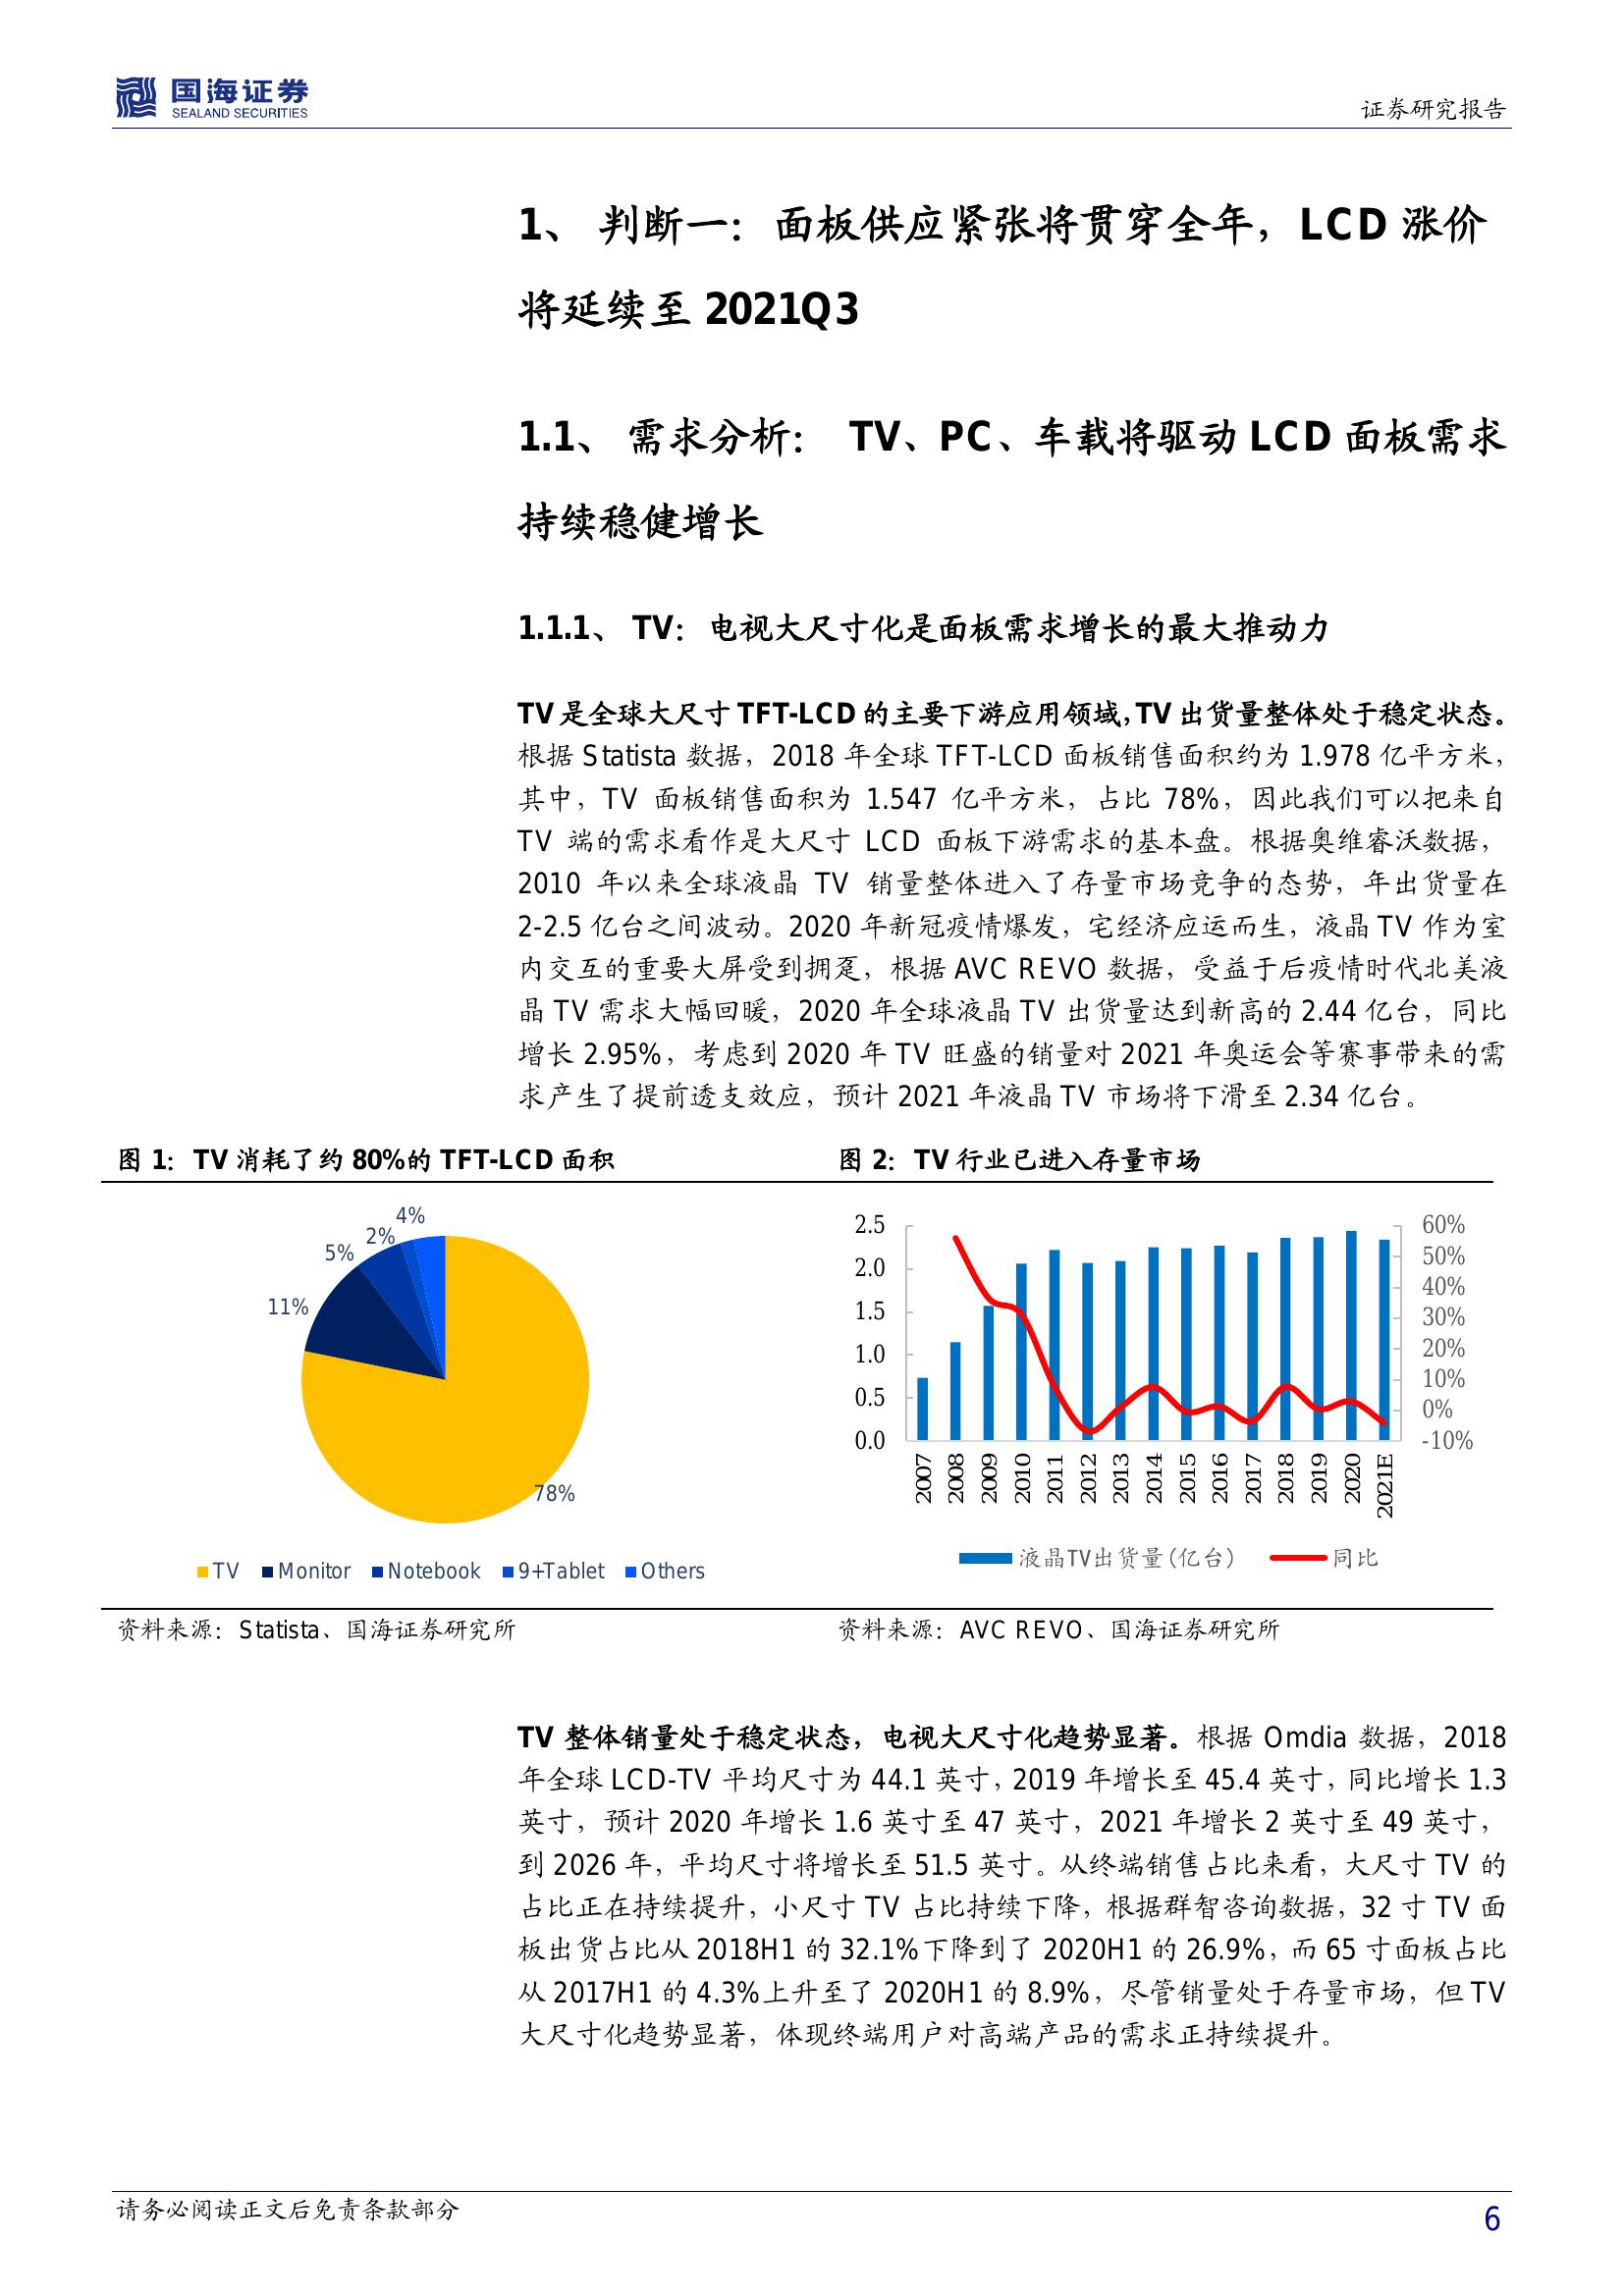 国海证券
SEALAND SECURITIES
证券研究报告
1、 判断一：面板供应紧张将贯穿全年，LCD 涨价
将延续至 2021Q3
1.1、 需求分析： TV、PC、车载将驱动 LCD 面板需求
持续稳健增长
1.1.1、 TV：电视大尺寸化是面板需求增长的最大推动力
TV 是全球大尺寸 TFT-LCD 的主要下游应用领域，TV 出货量整体处于稳定状态。
根据 Statista 数据，2018 年全球 TFT-LCD 面板销售面积约为 1.978 亿平方米，
其中，TV 面板销售面积为 1.547 亿平方米，占比 78%，因此我们可以把来自
TV 端的需求看作是大尺寸 LCD 面板下游需求的基本盘。根据奥维睿沃数据，
2010 年以来全球液晶 TV 销量整体进入了存量市场竞争的态势，年出货量在
2-2.5 亿台之间波动。2020 年新冠疫情爆发，宅经济应运而生，液晶 TV 作为室
内交互的重要大屏受到拥趸，根据 AVC REVO 数据，受益于后疫情时代北美液
晶 TV 需求大幅回暖，2020 年全球液晶 TV 出货量达到新高的 2.44 亿台，同比
增长 2.95%，考虑到 2020 年 TV 旺盛的销量对 2021 年奥运会等赛事带来的需
求产生了提前透支效应，预计 2021 年液晶 TV 市场将下滑至 2.34 亿台。
图 1：TV 消耗了约 80%的 TFT-LCD 面积
4%
2%
5%
11%
78%
TV Monitor Notebook 9+Tablet Others
资料来源：Statista、国海证券研究所
图 2：TV 行业已进入存量市场
2.5
2.0
1.5
1.0
0.5
0.0
60%
50%
40%
30%
20%
10%
0%
-10%
2007 2008 2009 2010 2011 2012 2013 2014 2015 2016 2017 2018 2019 2020 2021E
液晶TV出货量(亿台) 同比
资料来源：AVC REVO、国海证券研究所
TV 整体销量处于稳定状态，电视大尺寸化趋势显著。根据 Omdia 数据，2018
年全球 LCD-TV 平均尺寸为 44.1 英寸，2019 年增长至 45.4 英寸，同比增长 1.3
英寸，预计 2020 年增长 1.6 英寸至 47 英寸，2021 年增长 2 英寸至 49 英寸，
到 2026 年，平均尺寸将增长至 51.5 英寸。从终端销售占比来看，大尺寸 TV 的
占比正在持续提升，小尺寸 TV 占比持续下降，根据群智咨询数据，32 寸 TV 面
板出货占比从 2018H1 的 32.1%下降到了 2020H1 的 26.9%，而 65 寸面板占比
从 2017H1 的 4.3%上升至了 2020H1 的 8.9%，尽管销量处于存量市场，但 TV
大尺寸化趋势显著，体现终端用户对高端产品的需求正持续提升。
请务必阅读正文后免责条款部分
6